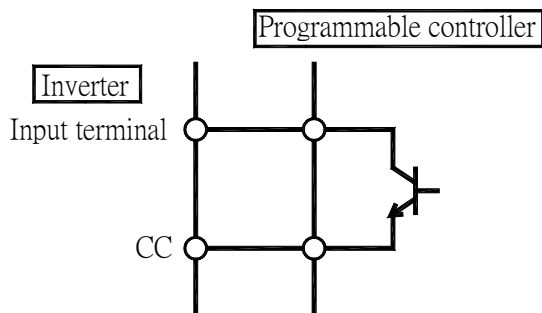 Programmable controller
Inverter
Input terminal
CC